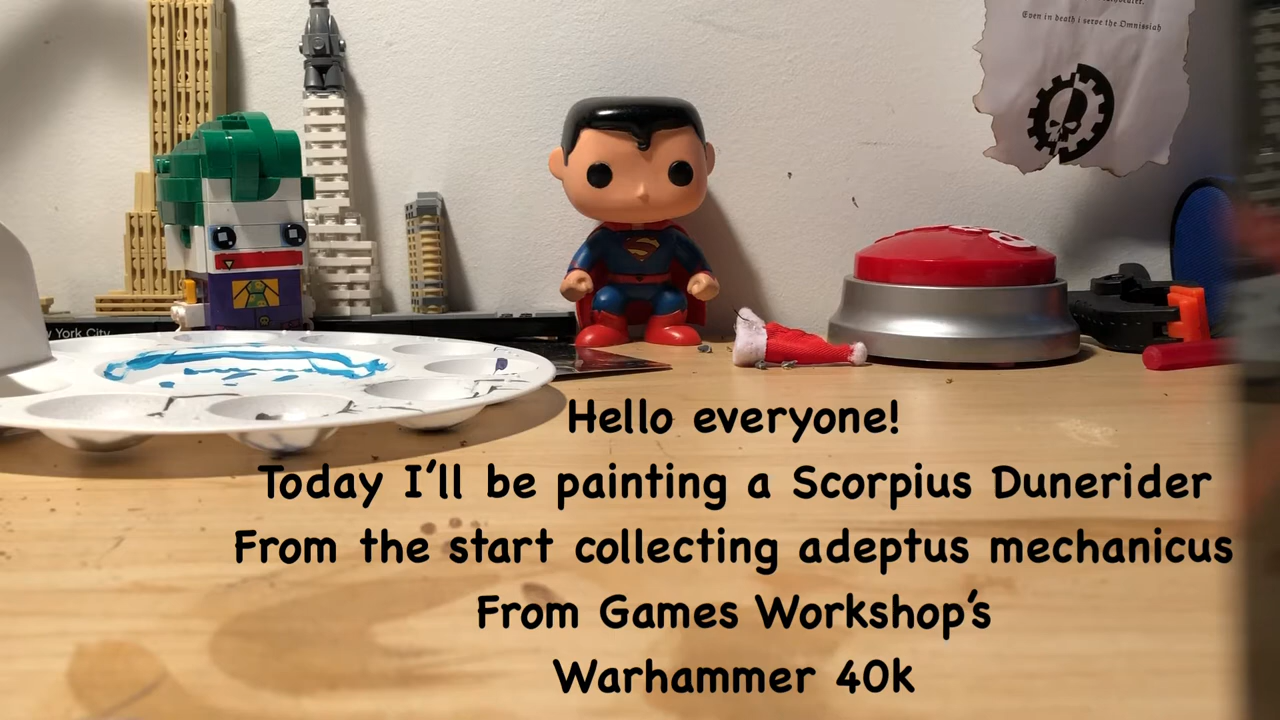 Even in death i serve the Omnissiah
York City
Hello everyone!
Today I'll be painting a Scorpius Dunerider
From the start collecting adeptus mechanicus
From Games Workshop's
Warhammer 40k